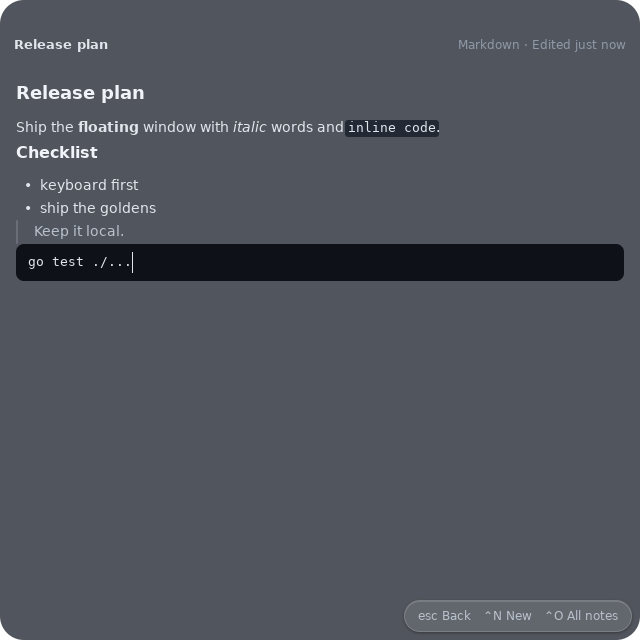 Release plan
Markdown · Edited just now
Release plan
Ship the floating window with italic words and inline code.
Checklist
• keyboard first
• ship the goldens
Keep it local.
go test ./...
esc Back ⌃N New ⌃O All notes